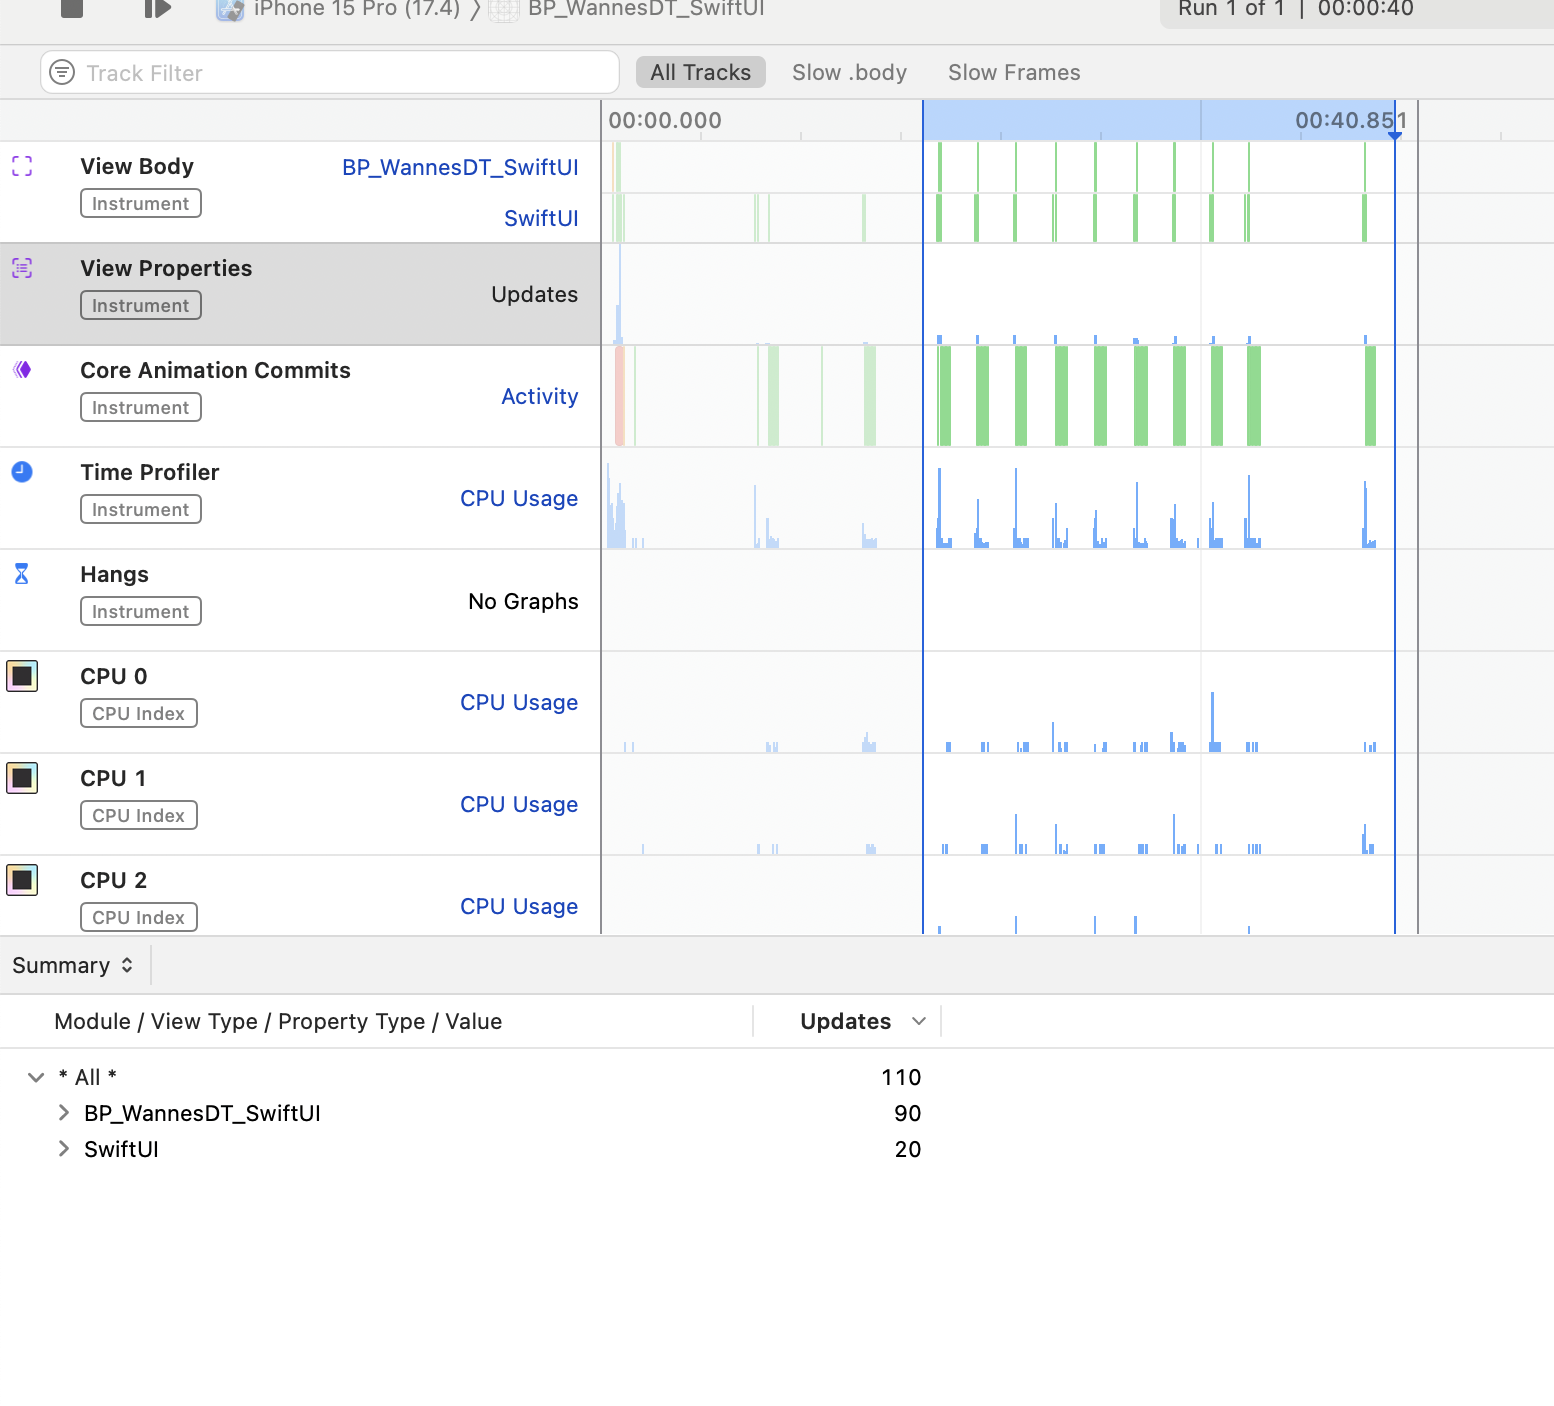 iPhone 15 Pro (17.4) 〉 BP_WannesDT_SwiftUI
Run 1 of 1 | 00:00:40
Track Filter
All Tracks
Slow .body
Slow Frames
00:00.000
00:40.851
View Body
BP_WannesDT_SwiftUI
Instrument
SwiftUI
View Properties
Instrument
Updates
Core Animation Commits
Instrument
Activity
Time Profiler
Instrument
CPU Usage
Hangs
Instrument
No Graphs
CPU 0
CPU Index
CPU Usage
CPU 1
CPU Index
CPU Usage
CPU 2
CPU Index
CPU Usage
Summary
Module / View Type / Property Type / Value
Updates
* All * 110
BP_WannesDT_SwiftUI 90
SwiftUI 20